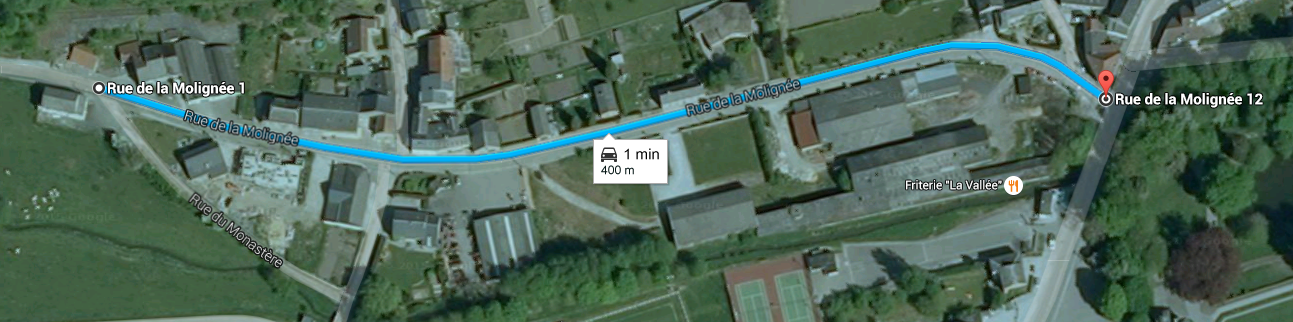 Rue de la Molignée 1
Rue de la Molignée
Rue de la Molignée
Rue de la Molignée 12
1 min
400 m
Friterie "La Vallée"
Rue du Monastère